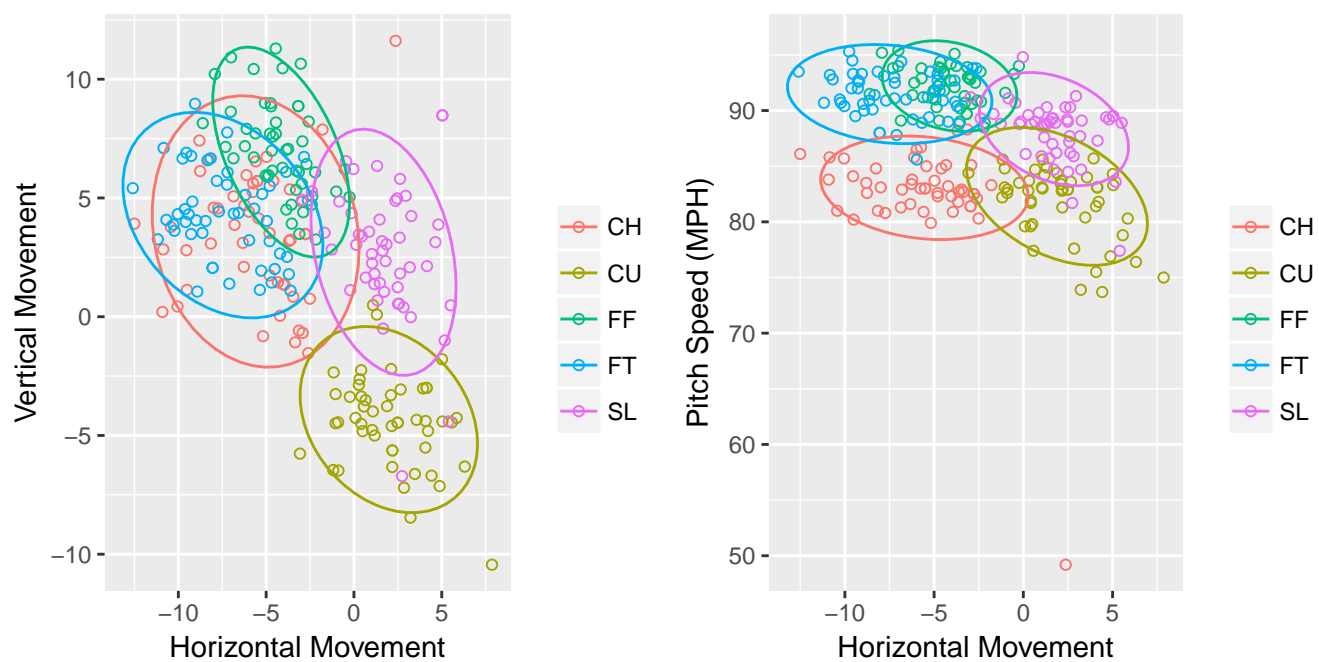 Vertical Movement
10
5
0
−5
−10
−10 −5 0 5
Horizontal Movement
CH
CU
FF
FT
SL
Pitch Speed (MPH)
90
80
70
60
50
−10 −5 0 5
Horizontal Movement
CH
CU
FF
FT
SL